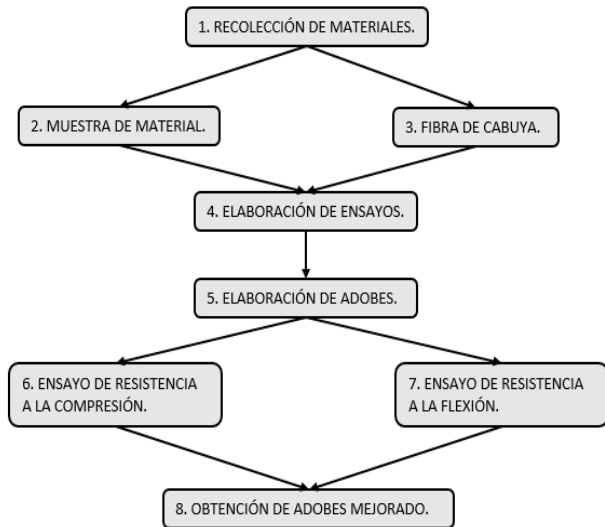 1. RECOLECCIÓN DE MATERIALES.
2. MUESTRA DE MATERIAL.
3. FIBRA DE CABUYA.
4. ELABORACIÓN DE ENSAYOS.
5. ELABORACIÓN DE ADOBES.
6. ENSAYO DE RESISTENCIA
A LA COMPRESIÓN.
7. ENSAYO DE RESISTENCIA
A LA FLEXIÓN.
8. OBTENCIÓN DE ADOBES MEJORADO.